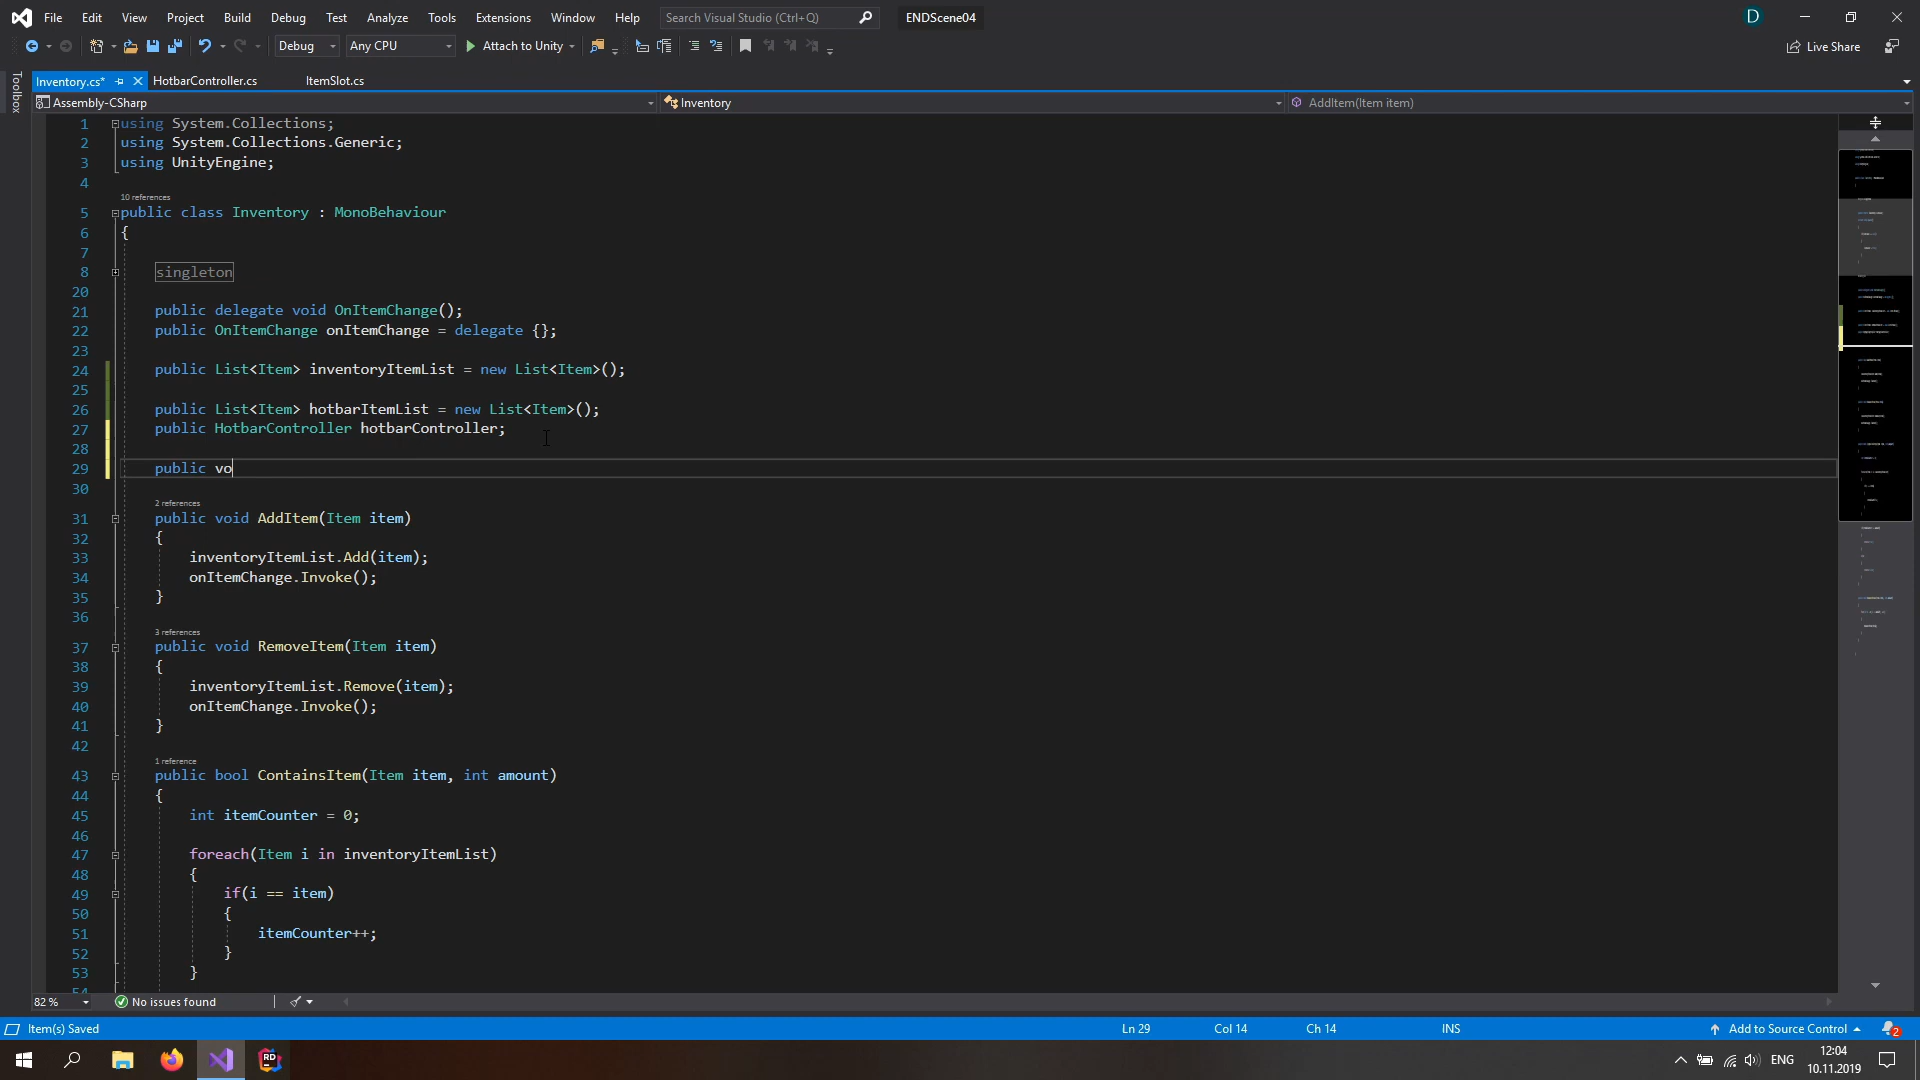 File Edit View Project Build Debug Test Analyze Tools Extensions Window Help Search Visual Studio (Ctrl+Q) ENDScene04 D
Debug Any CPU Attach to Unity Live Share
Toolbox
Inventory.cs* HotbarController.cs ItemSlot.cs
Assembly-CSharp Inventory AddItem(Item item)
1 using System.Collections;
2 using System.Collections.Generic;
3 using UnityEngine;
4
10 references
5 public class Inventory : MonoBehaviour
6 {
7
8 singleton
20
21 public delegate void OnItemChange();
22 public OnItemChange onItemChange = delegate {};
23
24 public List<Item> inventoryItemList = new List<Item>();
25
26 public List<Item> hotbarItemList = new List<Item>();
27 public HotbarController hotbarController;
28
29 public vo
30
2 references
31 public void AddItem(Item item)
32 {
33 inventoryItemList.Add(item);
34 onItemChange.Invoke();
35 }
36
3 references
37 public void RemoveItem(Item item)
38 {
39 inventoryItemList.Remove(item);
40 onItemChange.Invoke();
41 }
42
1 reference
43 public bool ContainsItem(Item item, int amount)
44 {
45 int itemCounter = 0;
46
47 foreach(Item i in inventoryItemList)
48 {
49 if(i == item)
50 {
51 itemCounter++;
52 }
53 }
82 % No issues found
Item(s) Saved Ln 29 Col 14 Ch 14 INS Add to Source Control 2
RD ENG 12:04
10.11.2019